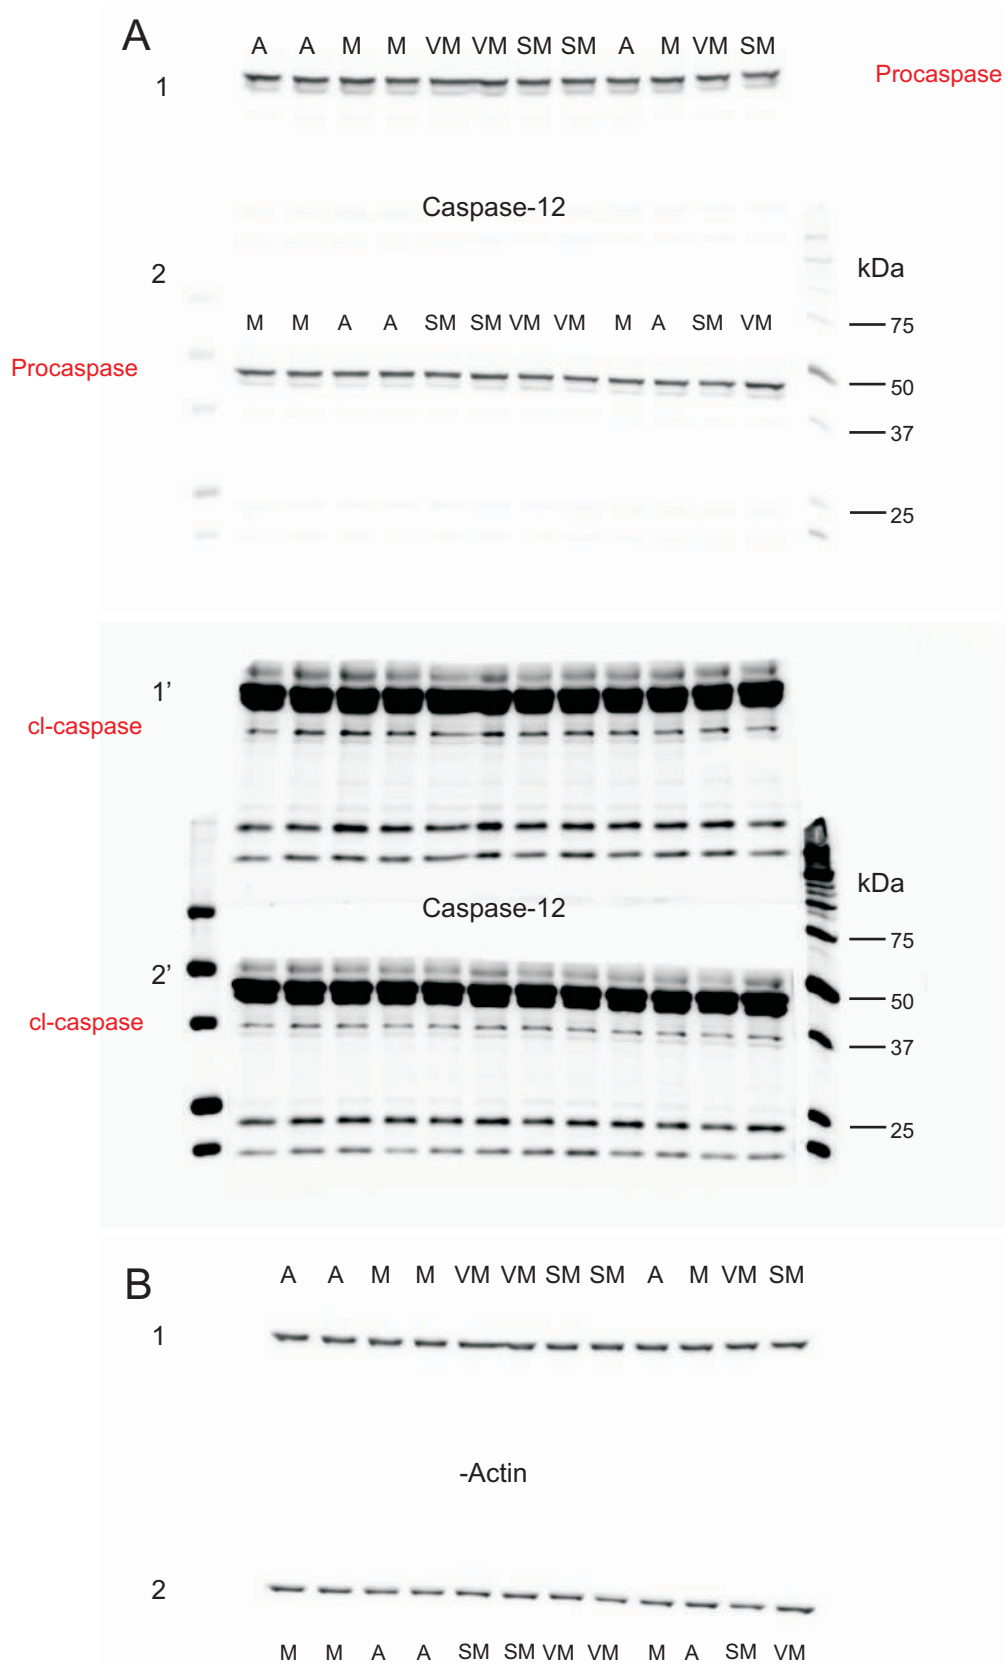 A
A A M M VM VM SM SM A M VM SM
1
Procaspase
Caspase-12
2
kDa
M M A A SM SM VM VM M A SM VM
75
Procaspase
50
37
25
1’
cl-caspase
Caspase-12
kDa
75
2’
50
cl-caspase
37
25
B
A A M M VM VM SM SM A M VM SM
1
-Actin
2
M M A A SM SM VM VM M A SM VM